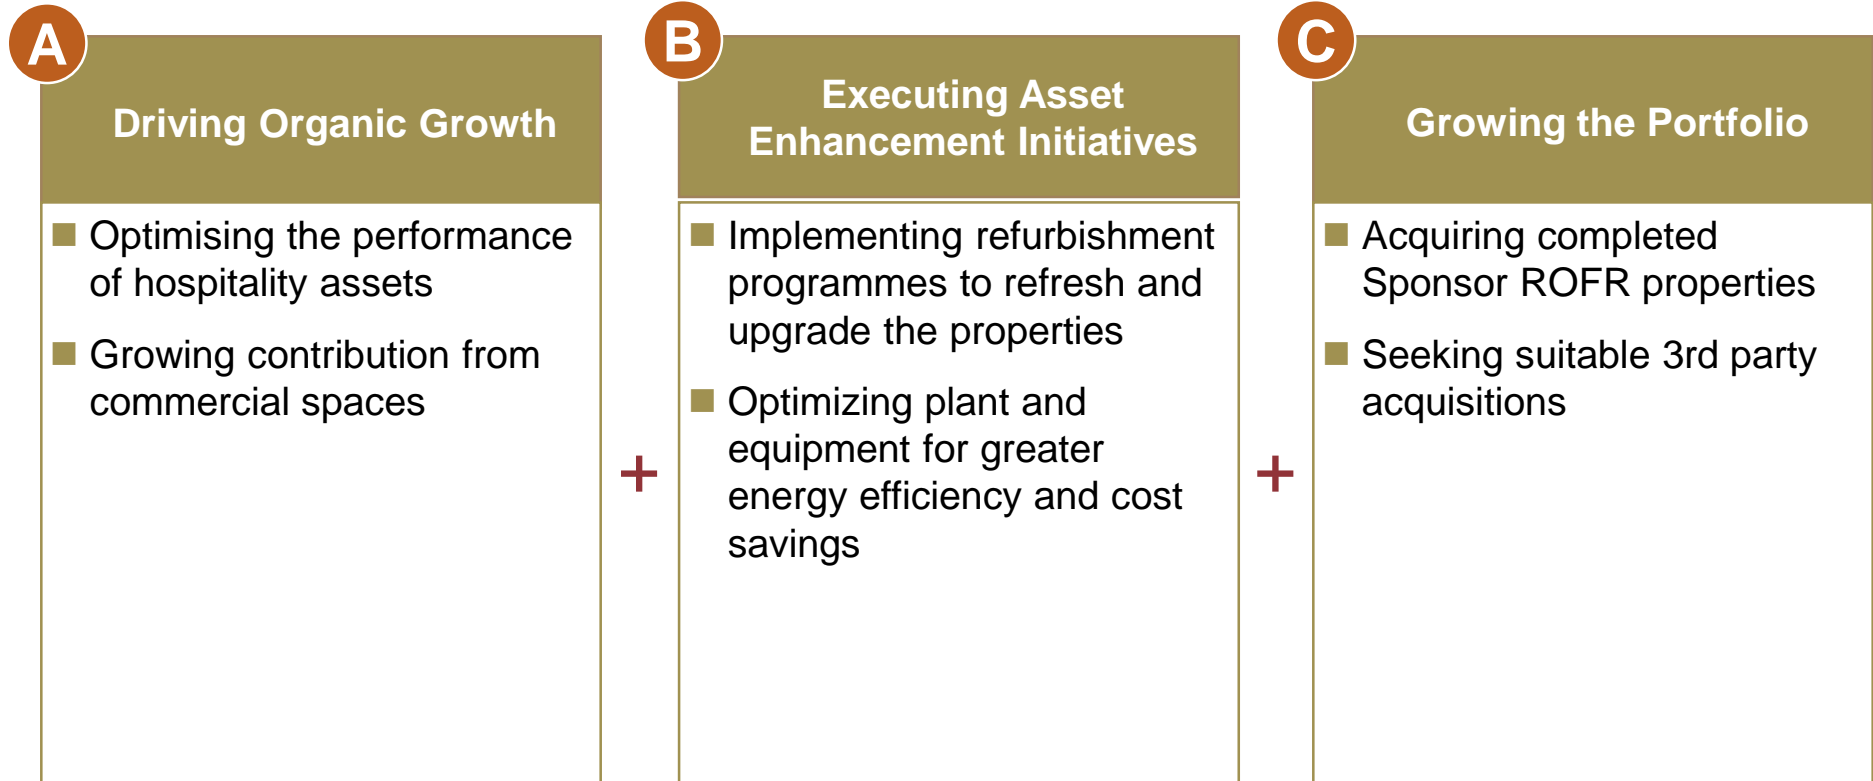 A
Driving Organic Growth
■ Optimising the performance
of hospitality assets
■ Growing contribution from
commercial spaces
+
B
Executing Asset
Enhancement Initiatives
■ Implementing refurbishment
programmes to refresh and
upgrade the properties
■ Optimizing plant and
equipment for greater
energy efficiency and cost
savings
+
C
Growing the Portfolio
■ Acquiring completed
Sponsor ROFR properties
■ Seeking suitable 3rd party
acquisitions